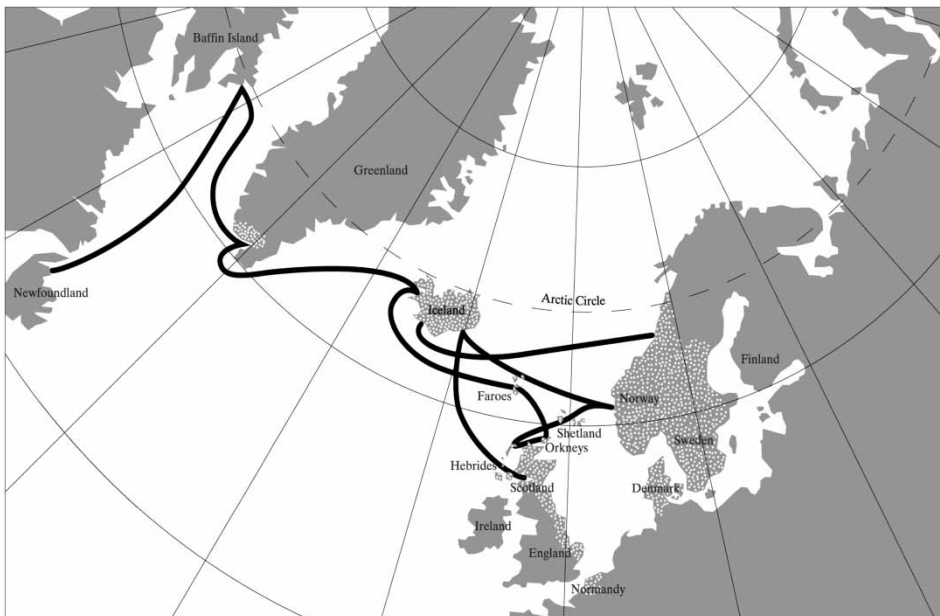 Baffin Island
Greenland
Newfoundland
Iceland
Arctic Circle
Finland
Faroes
Norway
Shetland
Sweden
Orkneys
Hebrides
Scotland
Denmark
Ireland
England
Normandy